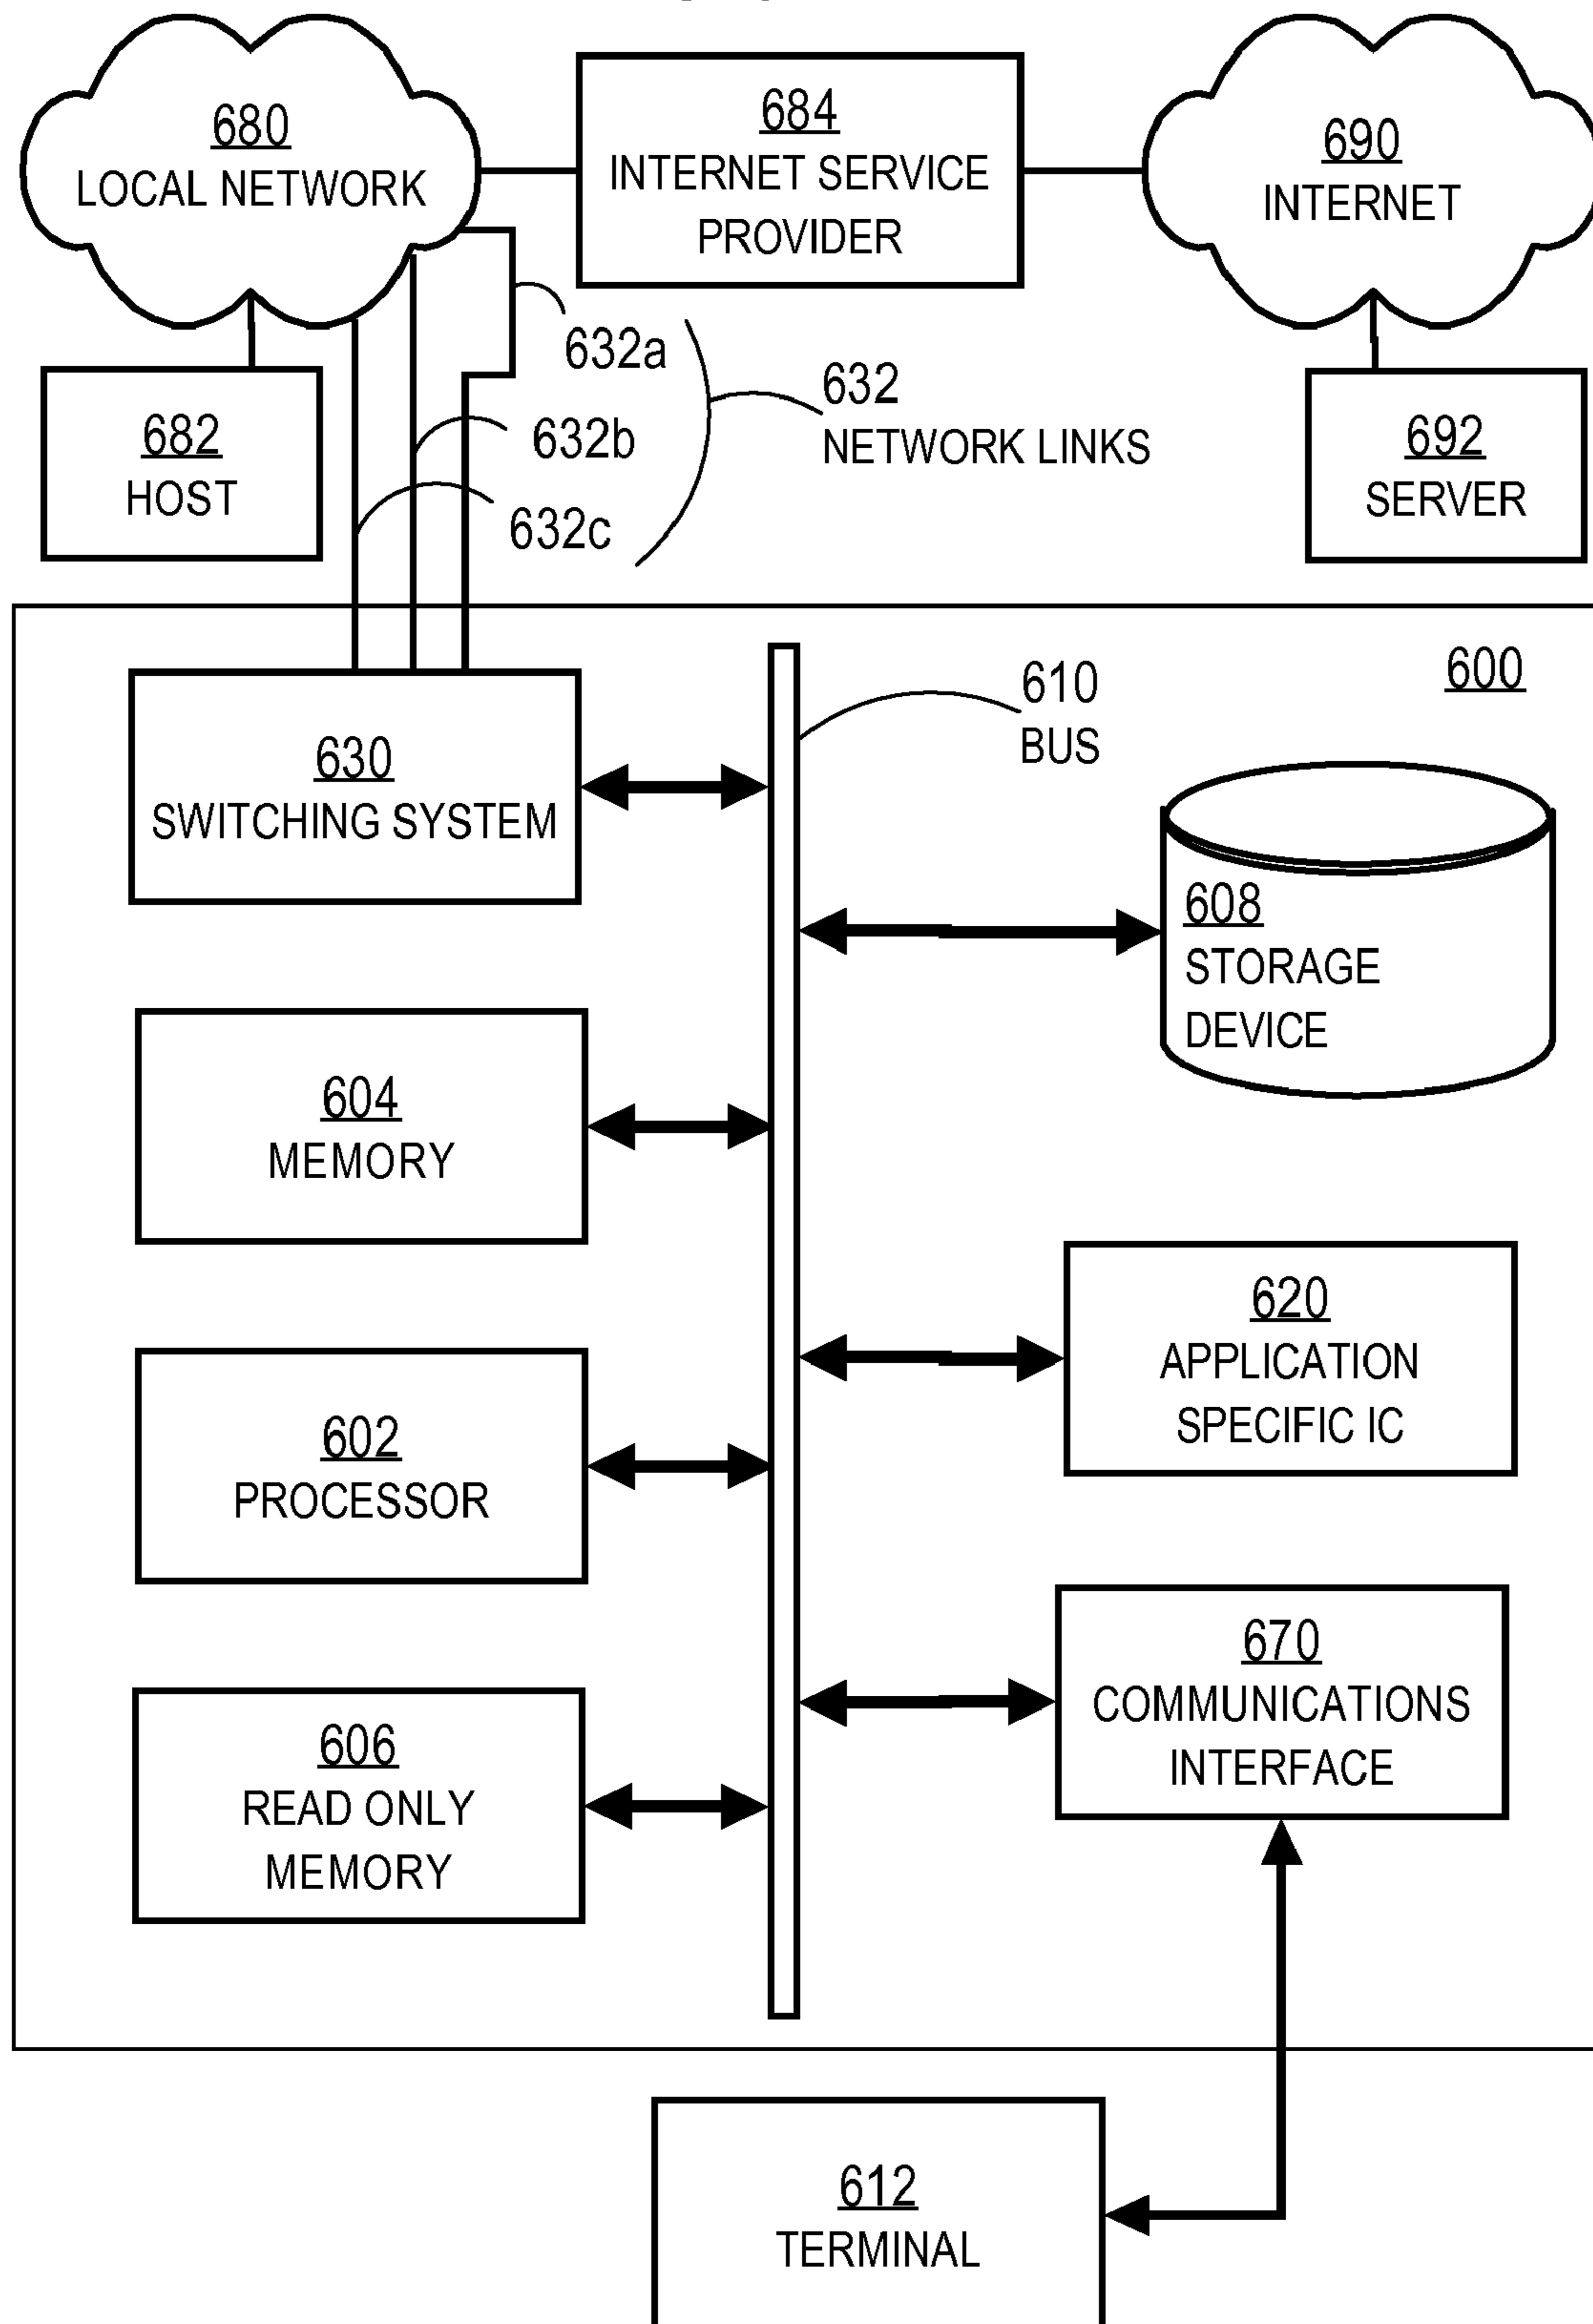 680
LOCAL NETWORK
684
INTERNET SERVICE
PROVIDER
690
INTERNET
632a
632b
632c
632
NETWORK LINKS
682
HOST
692
SERVER
600
610
BUS
630
SWITCHING SYSTEM
608
STORAGE
DEVICE
604
MEMORY
620
APPLICATION
SPECIFIC IC
602
PROCESSOR
670
COMMUNICATIONS
INTERFACE
606
READ ONLY
MEMORY
612
TERMINAL